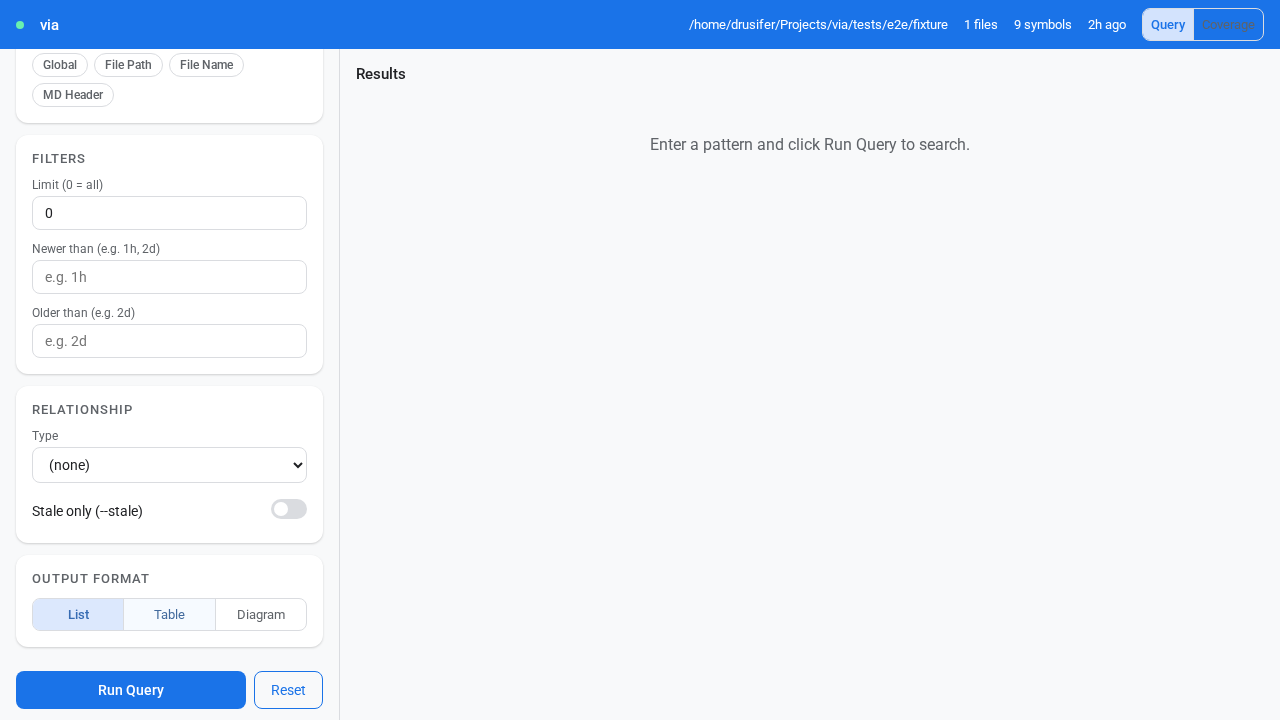 via
/home/drusifer/Projects/via/tests/e2e/fixture 1 files 9 symbols 2h ago Query Coverage
Global File Path File Name
MD Header
FILTERS
Limit (0 = all)
0
Newer than (e.g. 1h, 2d)
e.g. 1h
Older than (e.g. 2d)
e.g. 2d
RELATIONSHIP
Type
(none)
Stale only (--stale)
OUTPUT FORMAT
List Table Diagram
Run Query Reset
Results
Enter a pattern and click Run Query to search.